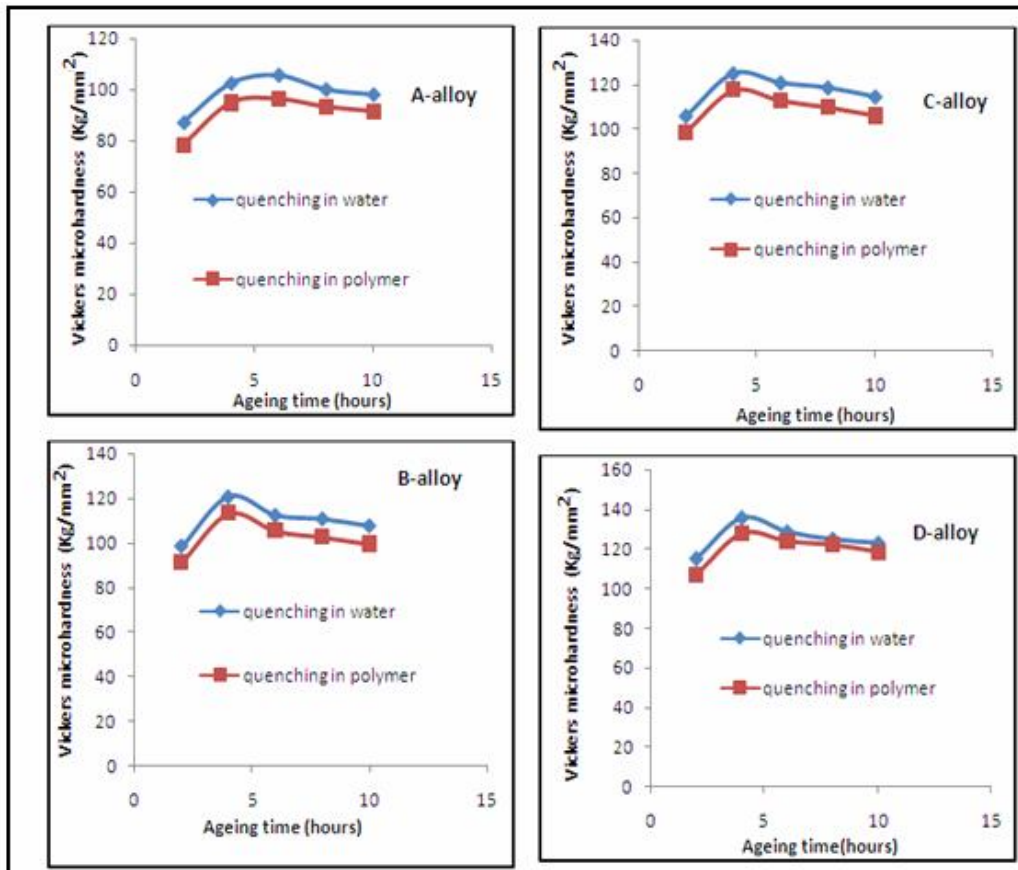 Vickers microhardness (Kg/mm²)
120
100
80
60
40
20
0
A-alloy
quenching in water
quenching in polymer
0 5 10 15
Ageing time (hours)
Vickers microhardness (Kg/mm²)
140
120
100
80
60
40
20
0
C-alloy
quenching in water
quenching in polymer
0 5 10 15
Ageing time (hours)
Vickers microhardness (Kg/mm²)
140
120
100
80
60
40
20
0
B-alloy
quenching in water
quenching in polymer
0 5 10 15
Ageing time (hours)
Vickers microhardness (Kg/mm²)
160
140
120
100
80
60
40
20
0
D-alloy
quenching in water
quenching in polymer
0 5 10 15
Ageing time(hours)